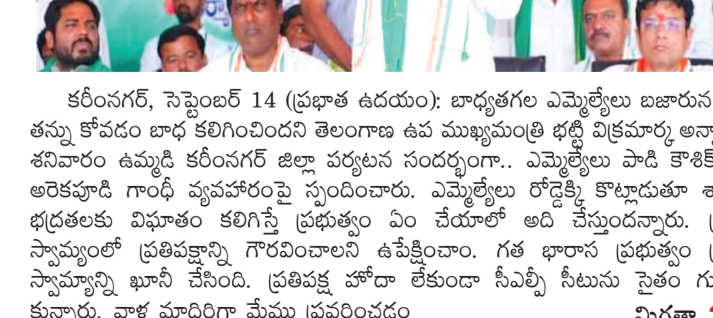 కరీంనగర్, సెప్టెంబర్ 14 (ప్రభాత ఉదయం): బాధ్యతగల ఎమ్మెల్యేలు బజారున
తన్ను కోవడం బాధ కలిగించిందని తెలంగాణ ఉప ముఖ్యమంత్రి భట్టి విక్రమార్క
శనివారం ఉమ్మడి కరీంనగర్ జిల్లా పర్యటన సందర్భంగా.. ఎమ్మెల్యేలు పాడి కౌశిక్
అరెకపూడి గాంధీ వ్యవహారంపై స్పందించారు. ఎమ్మెల్యేలు రోడ్డెక్కి కొట్లాడుతూ
భద్రతలకు విఘాతం కలిగిస్తే ప్రభుత్వం ఏం చేయాలో అది చేస్తుందన్నారు.
స్వామ్యంలో ప్రతిపక్షాన్ని గౌరవించాలని ఉపేక్షించాం. గత భారాస ప్రభుత్వం
స్వామ్యాన్ని ఖూనీ చేసింది. ప్రతిపక్ష హోదా లేకుండా సీఎల్పీ సీటును సైతం
కున్నారు. వాళ్ల మాదిరిగా మేము ప్రవర్తించడం